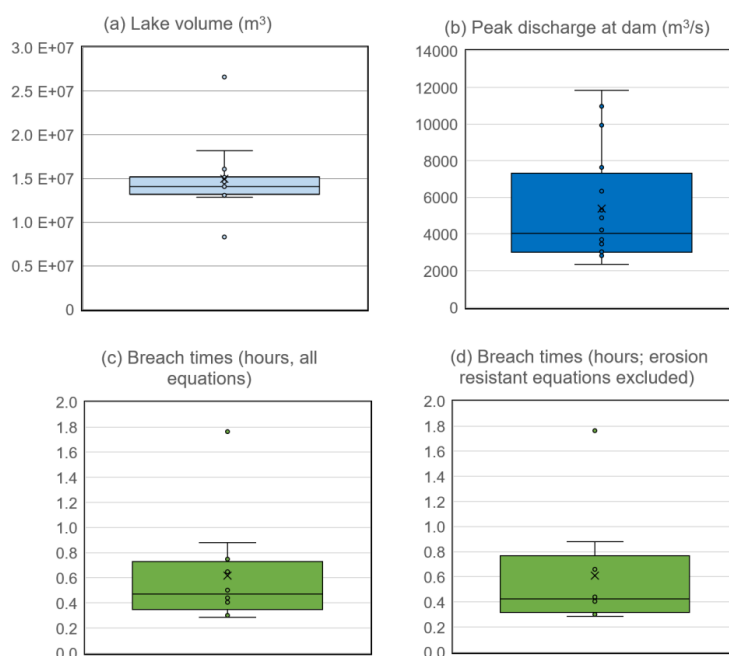 (a) Lake volume (m³)
3.0 E+07
2.5 E+07
2.0 E+07
1.5 E+07
1.0 E+07
0.5 E+07
0
(b) Peak discharge at dam (m³/s)
14000
12000
10000
8000
6000
4000
2000
0
(c) Breach times (hours, all
equations)
2.0
1.8
1.6
1.4
1.2
1.0
0.8
0.6
0.4
0.2
0.0
(d) Breach times (hours; erosion
resistant equations excluded)
2.0
1.8
1.6
1.4
1.2
1.0
0.8
0.6
0.4
0.2
0.0